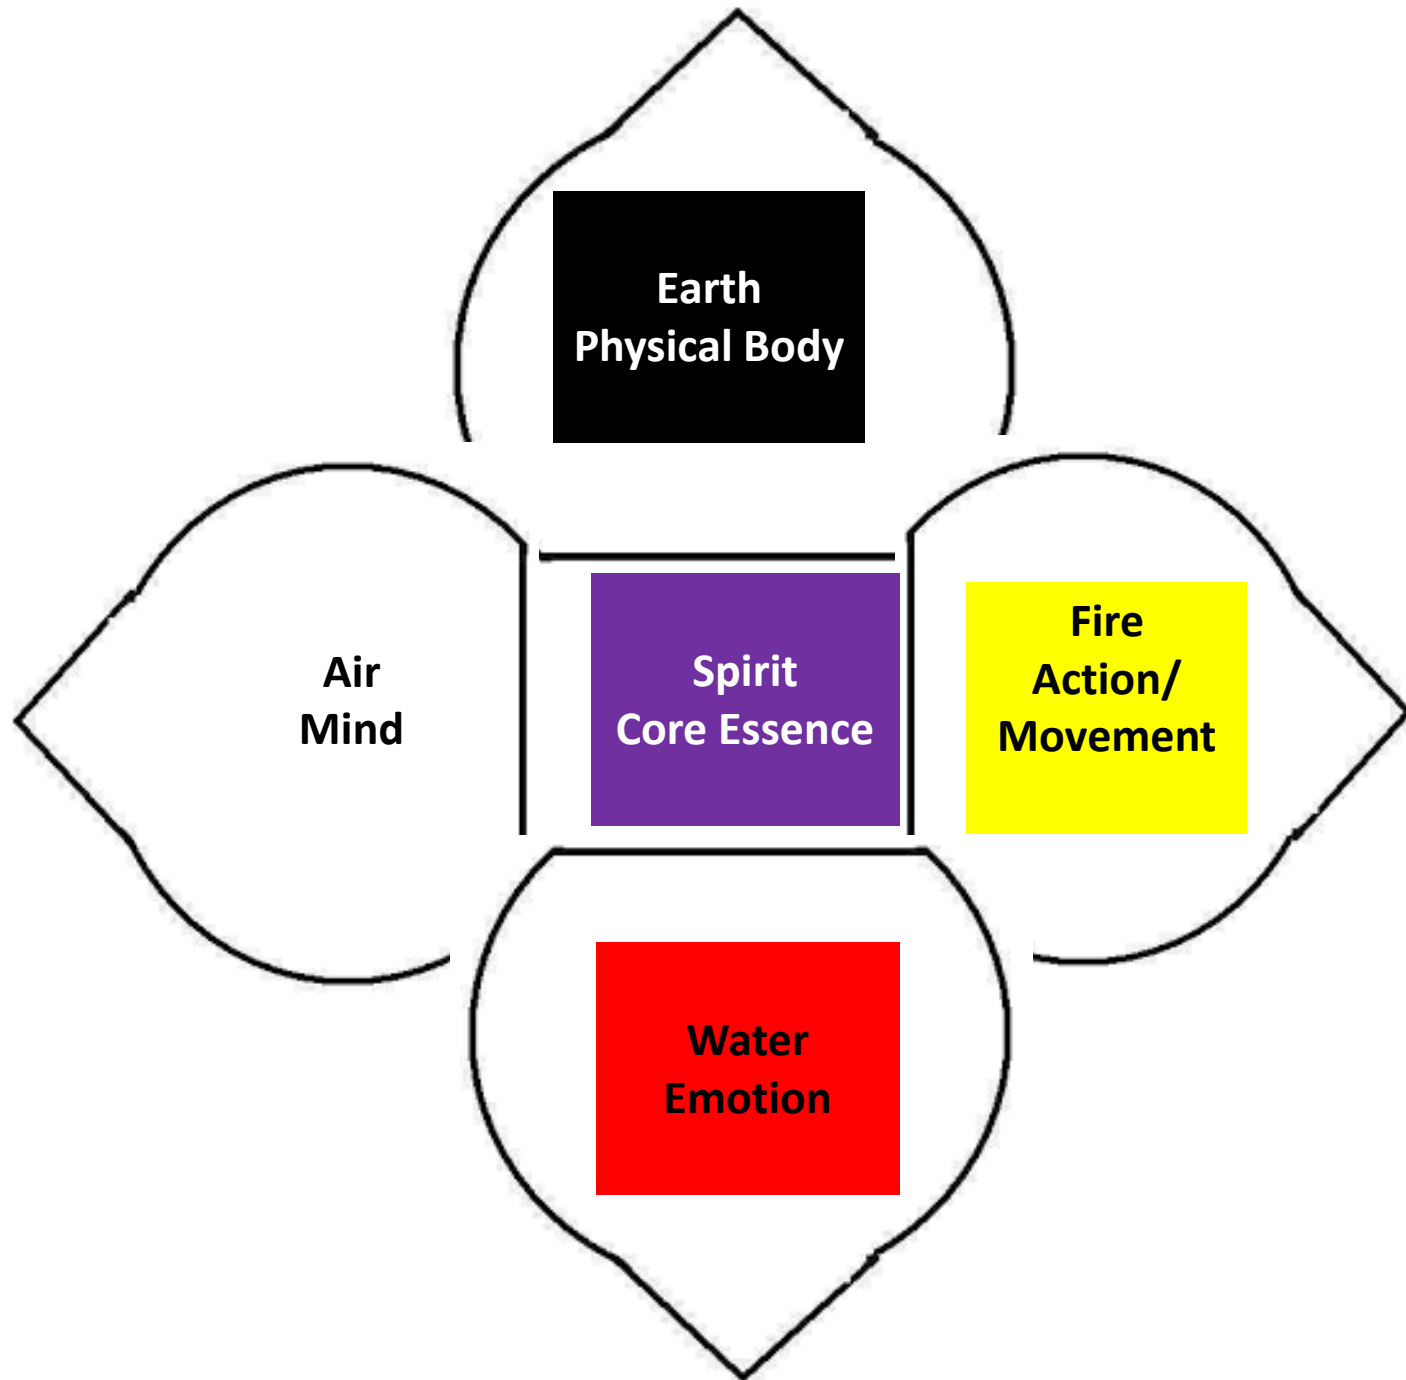 Earth
Physical Body
Air
Mind
Spirit
Core Essence
Fire
Action/
Movement
Water
Emotion